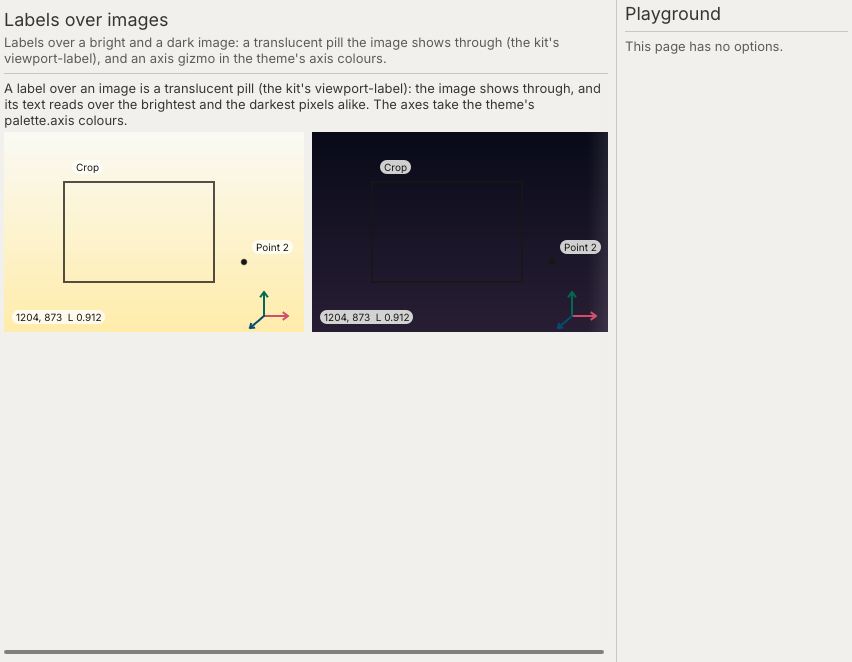 Labels over images
Labels over a bright and a dark image: a translucent pill the image shows through (the kit's
viewport-label), and an axis gizmo in the theme's axis colours.
A label over an image is a translucent pill (the kit's viewport-label): the image shows through, and
its text reads over the brightest and the darkest pixels alike. The axes take the theme's
palette.axis colours.
Crop
Point 2
1204, 873  L 0.912
Crop
Point 2
1204, 873  L 0.912
Playground
This page has no options.